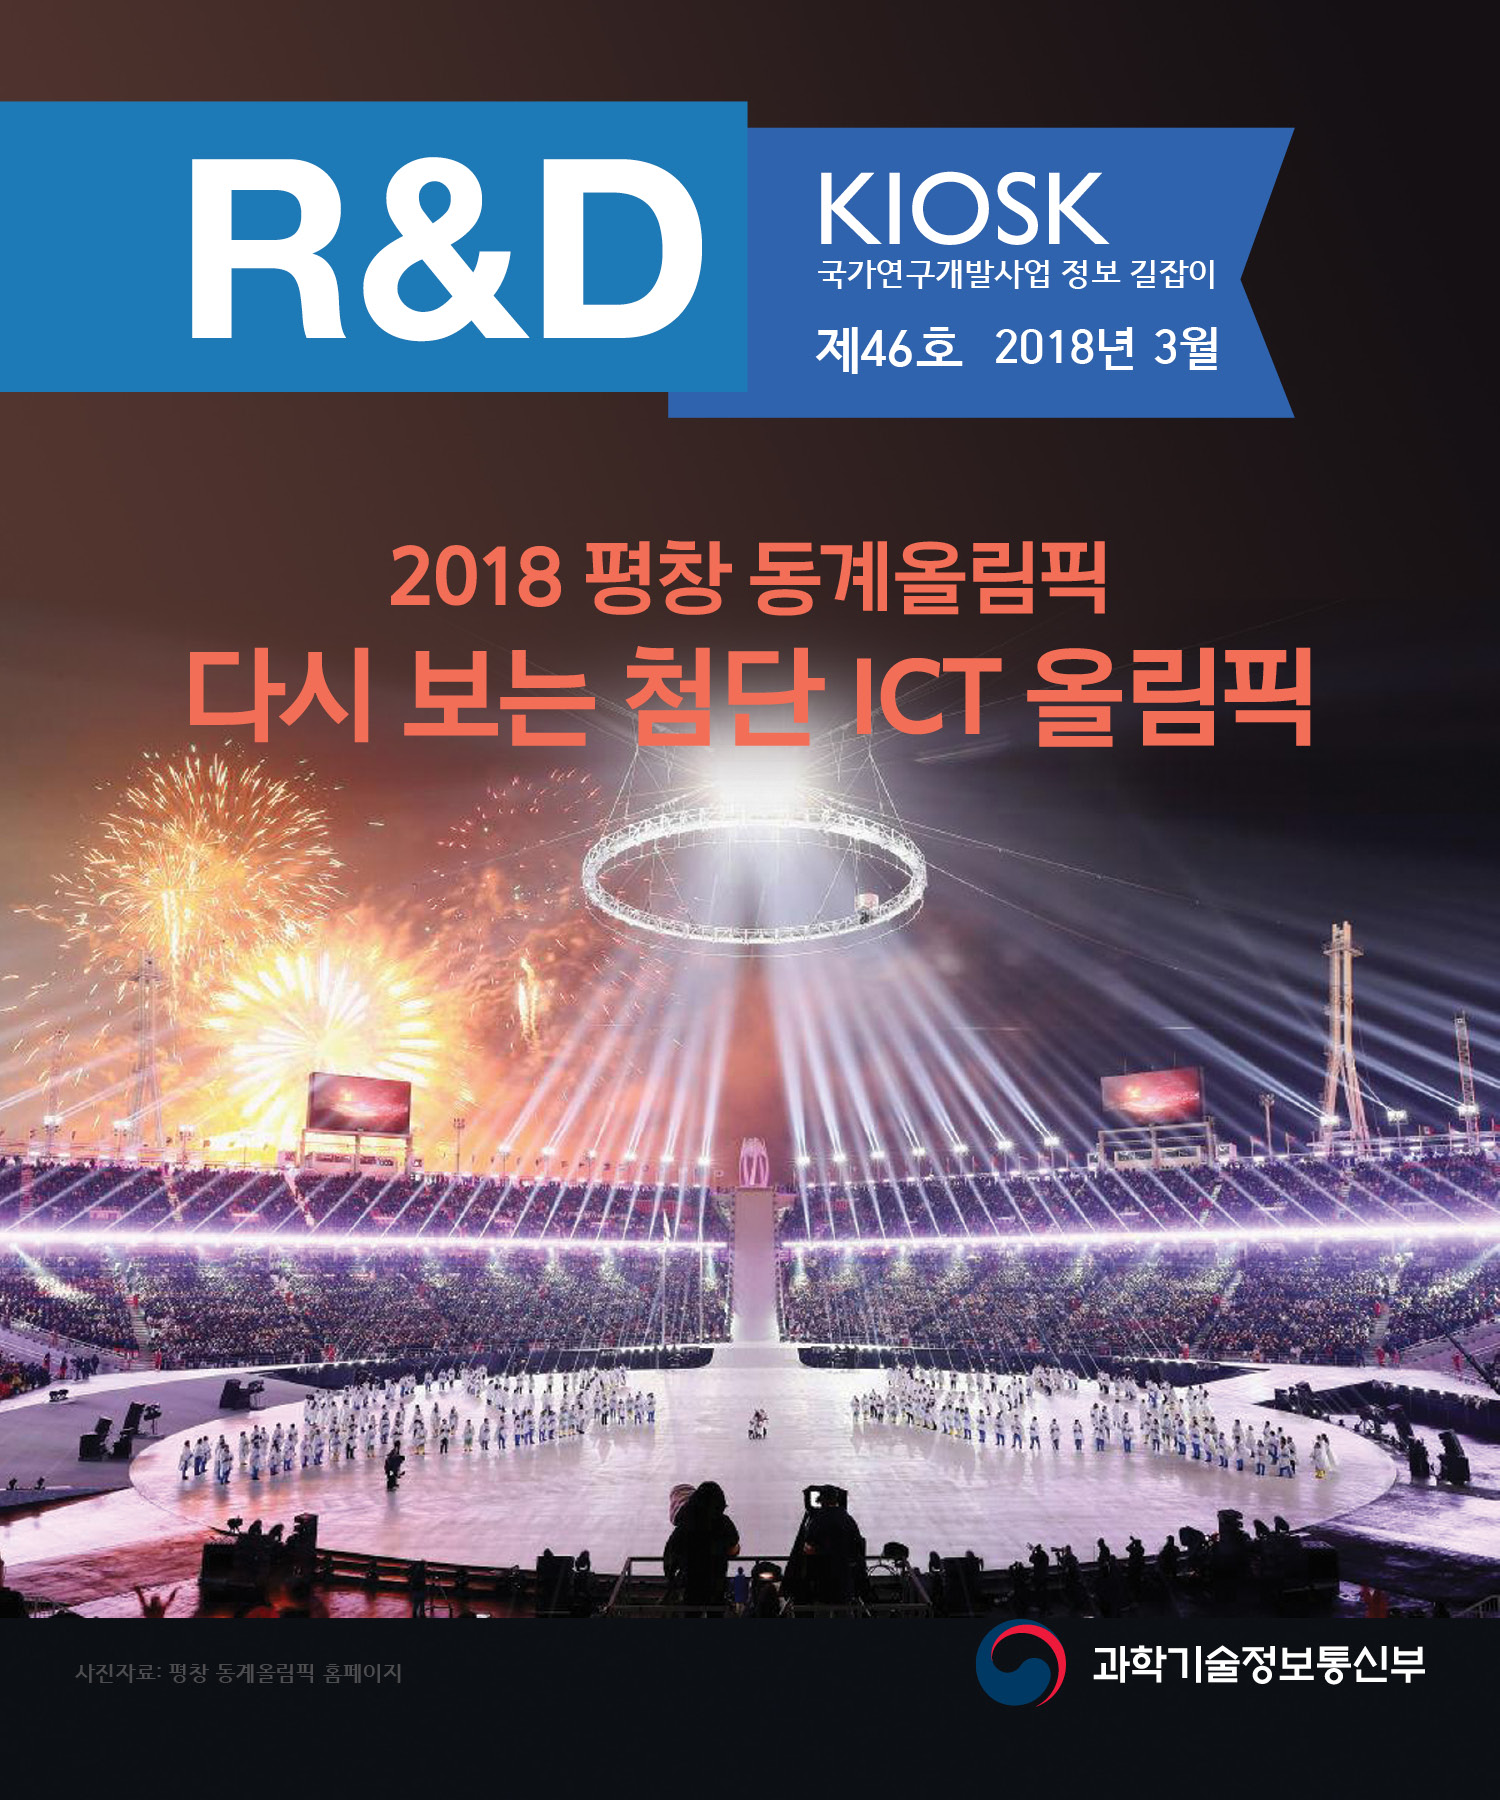 R&D
KIOSK
국가연구개발사업 정보 길잡이
제46호 2018년 3월
2018 평창 동계올림픽
다시 보는 첨단 ICT 올림픽
사진자료: 평창 동계올림픽 홈페이지
과학기술정보통신부